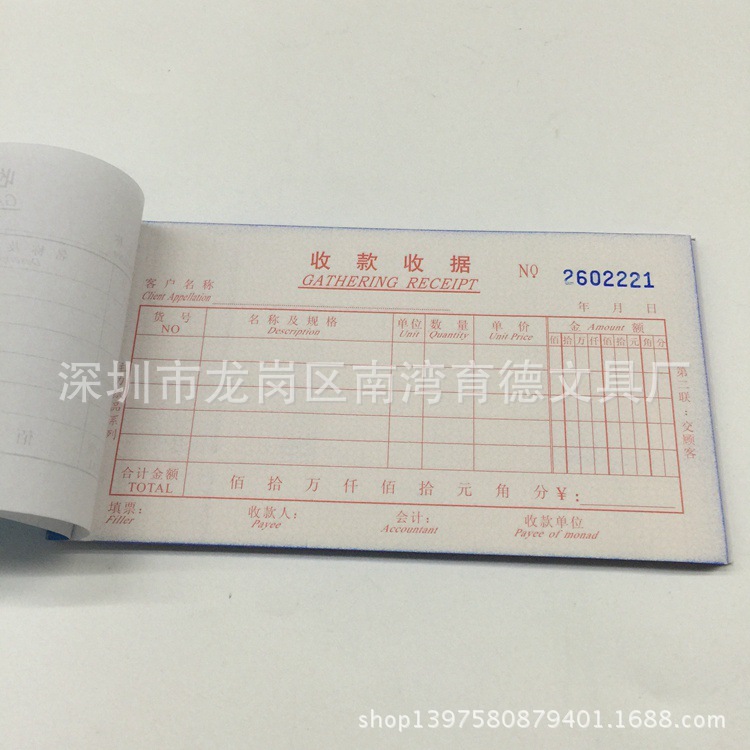 收款收据
GATHERING RECEIPT
NO 2602221
客户名称
Client Appellation
年 月 日
货号 名称及规格 单位 数量 单价 金 Amount 额
NO Description Unit Quantity Unit Price
佰 拾 万 仟 佰 拾 元 角 分
深圳市龙岗区南湾育德文具厂
第二联:交顾客
品系列
合计金额 佰 拾 万 仟 佰 拾 元 角 分 ¥:
TOTAL
填票: 收款人: 会计: 收款单位
Filler Payee Accountant Payee of monad
shop1397580879401.1688.com